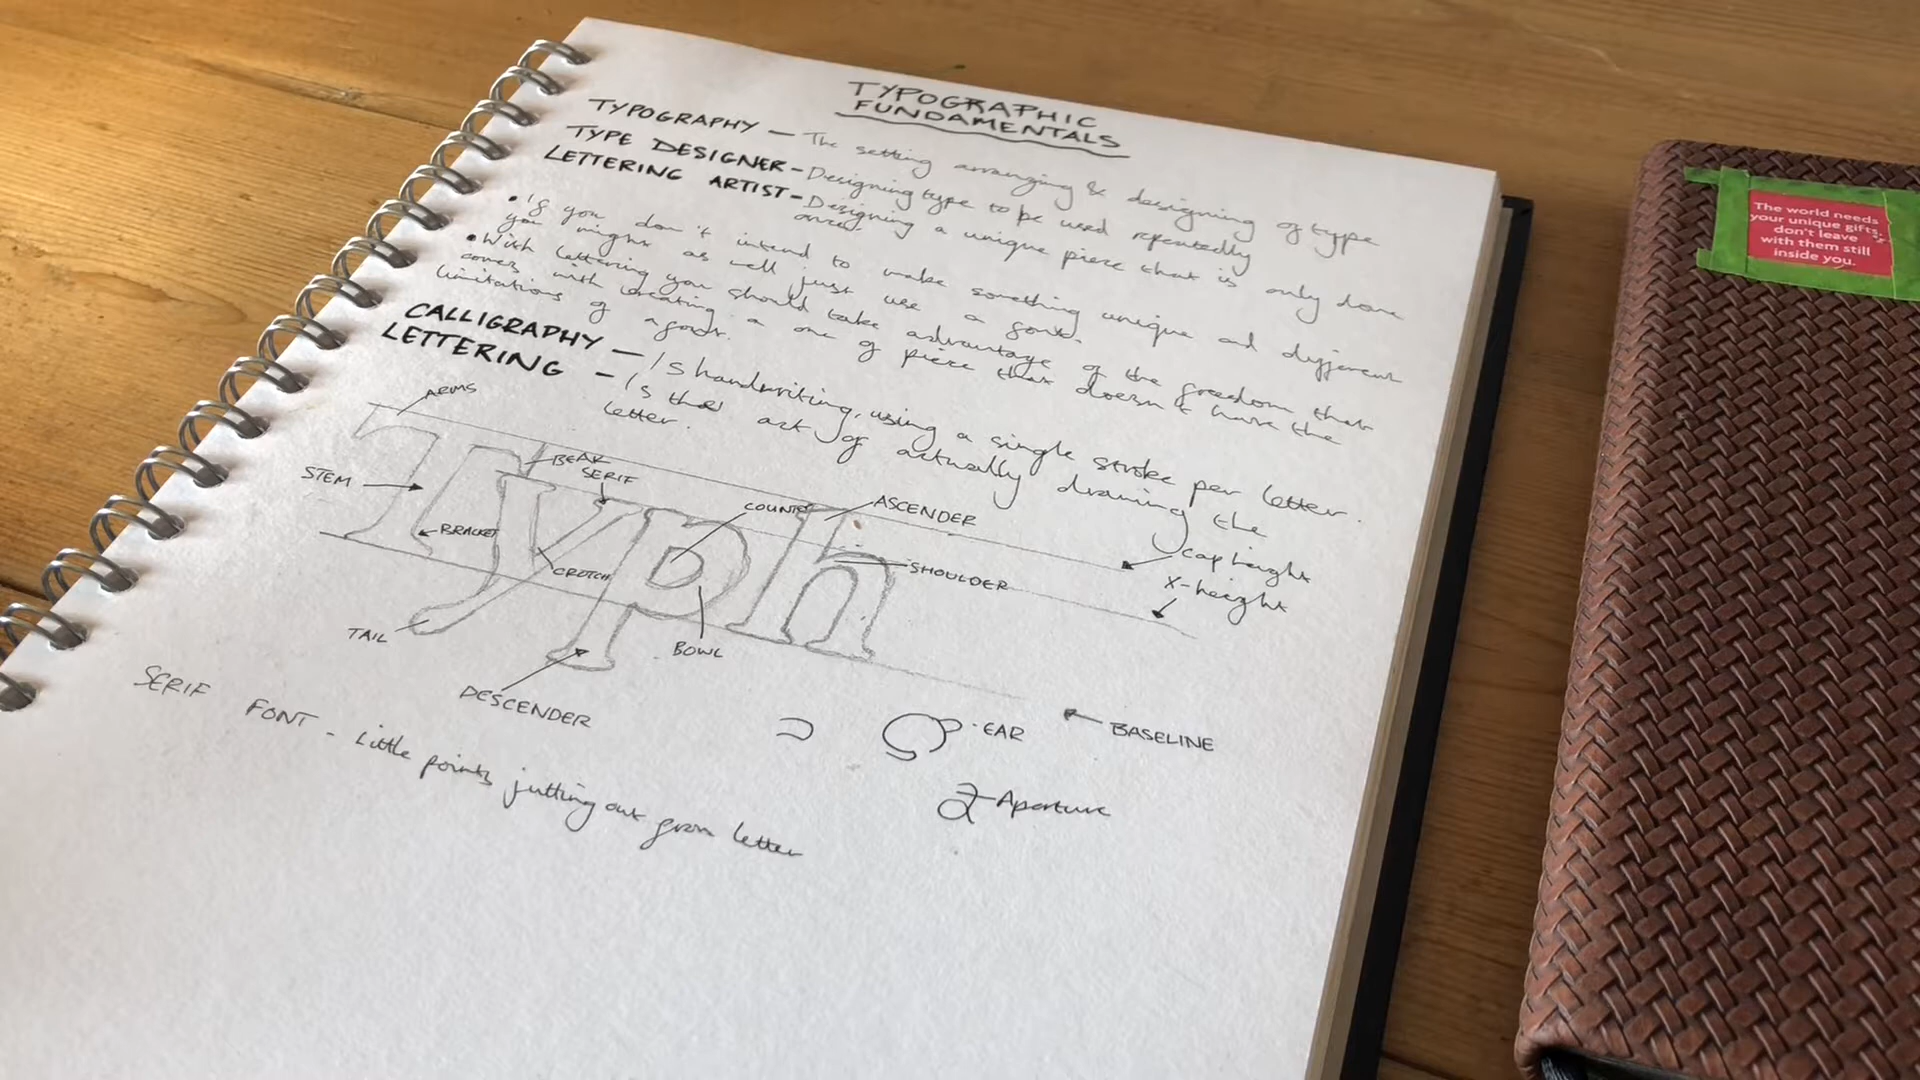 TYPOGRAPHIC
FUNDAMENTALS
TYPOGRAPHY - The setting arranging & designing of type
TYPE DESIGNER - Designing type to be used repeatedly
LETTERING ARTIST - Designing a unique piece that is only done
once.
• If you don't intend to make something unique and different
you might as well just use a font.
• With lettering you should take advantage of the freedom that
comes with creating a one of piece that doesn't have the
limitations of a font.
CALLIGRAPHY - Is handwriting, using a single stroke per letter.
LETTERING - Is the act of actually drawing the
letter.
ARMS
BEAK
SERIF
STEM
COUNTER
ASCENDER
BRACKET
Typh
CROTCH
SHOULDER
cap height
x-height
TAIL
BOWL
DESCENDER
BASELINE
EAR
Aperture
SERIF FONT - Little points jutting out from letter
The world needs
your unique gifts,
don't leave
with them still
inside you.